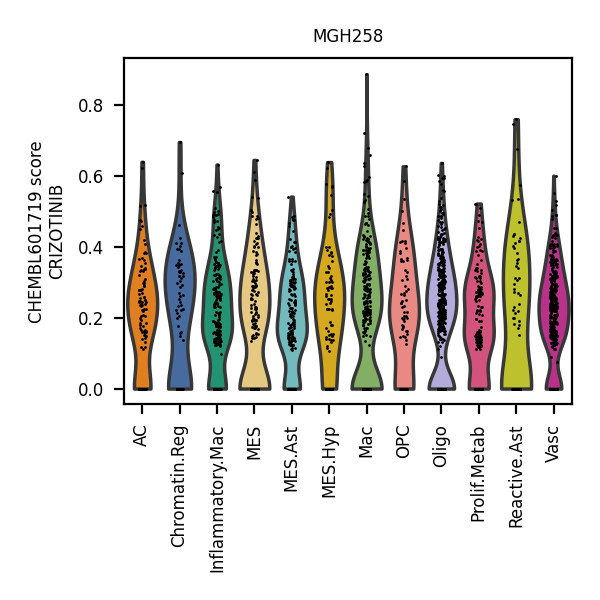 MGH258
CHEMBL601719 score
CRIZOTINIB
0.8
0.6
0.4
0.2
0.0
AC
Chromatin.Reg
Inflammatory.Mac
MES
MES.Ast
MES.Hyp
Mac
OPC
Oligo
Prolif.Metab
Reactive.Ast
Vasc